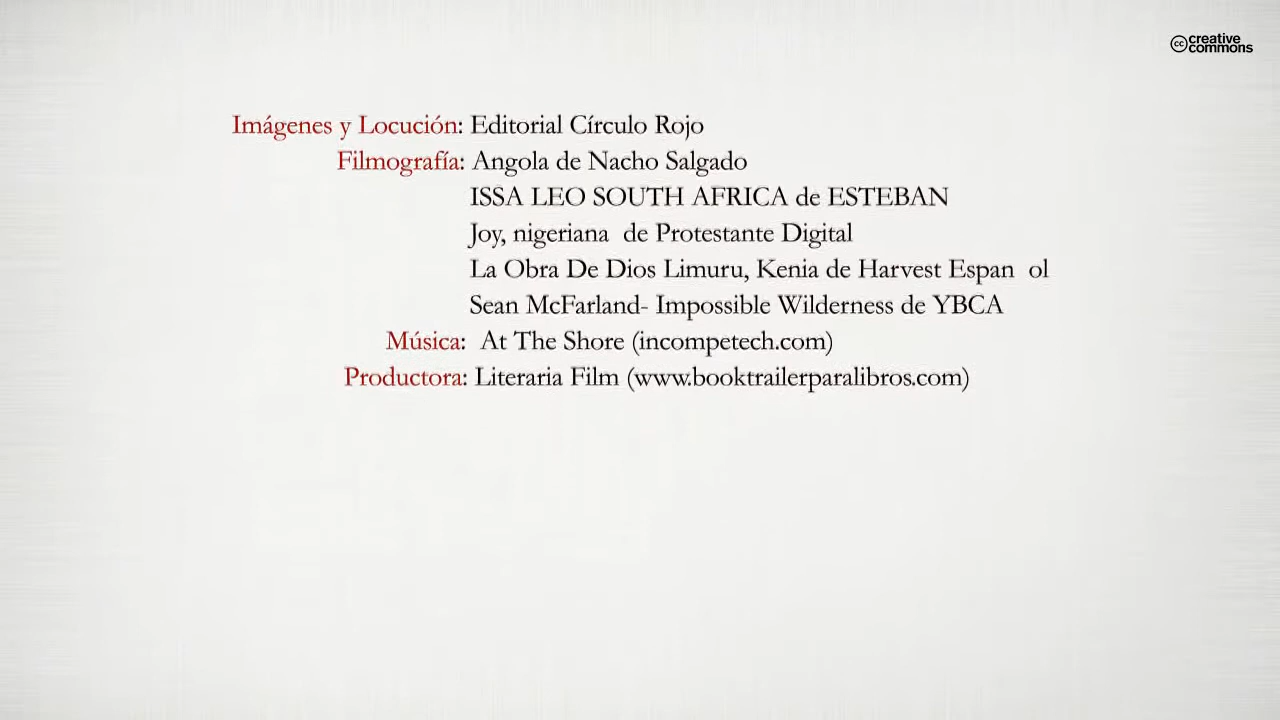 cc creative
commons
Imágenes y Locución: Editorial Círculo Rojo
Filmografía: Angola de Nacho Salgado
ISSA LEO SOUTH AFRICA de ESTEBAN
Joy, nigeriana de Protestante Digital
La Obra De Dios Limuru, Kenia de Harvest Espan ol
Sean McFarland- Impossible Wilderness de YBCA
Música: At The Shore (incompetech.com)
Productora: Literaria Film (www.booktrailerparalibros.com)